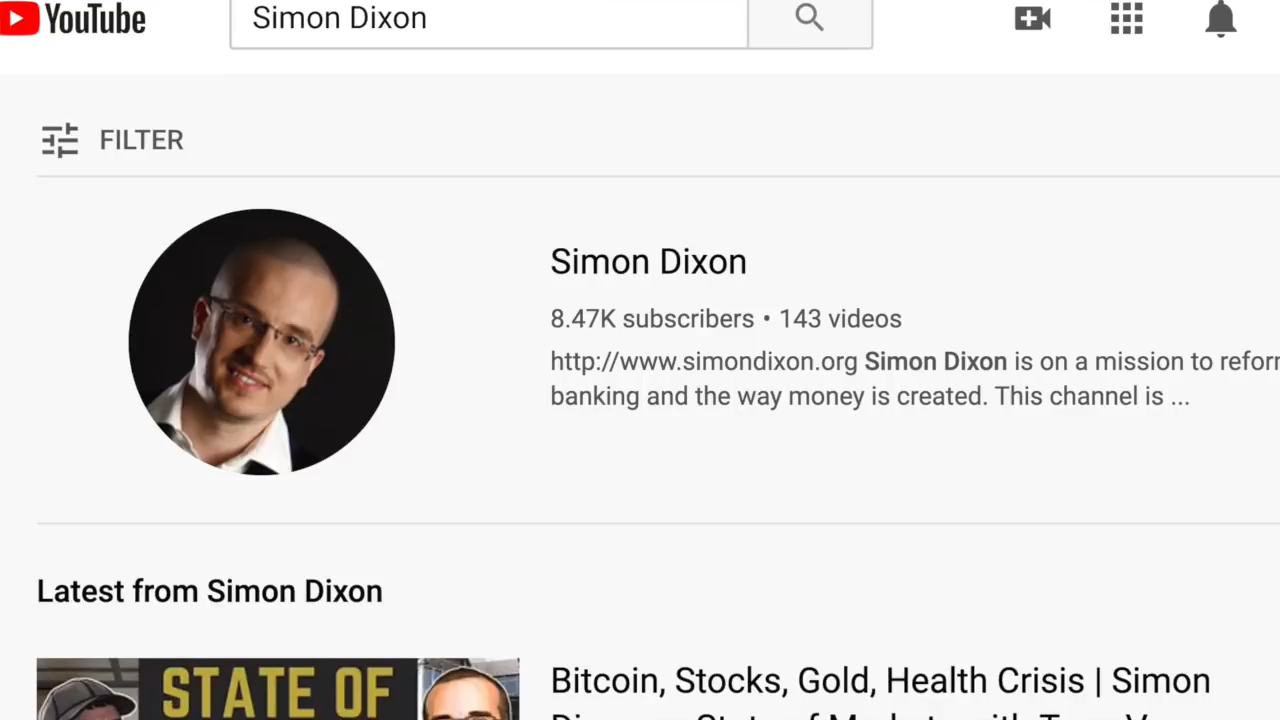 YouTube
Simon Dixon
FILTER
Simon Dixon
8.47K subscribers • 143 videos
http://www.simondixon.org Simon Dixon is on a mission to
banking and the way money is created. This channel is ...
Latest from Simon Dixon
STATE OF
Bitcoin, Stocks, Gold, Health Crisis | Simon